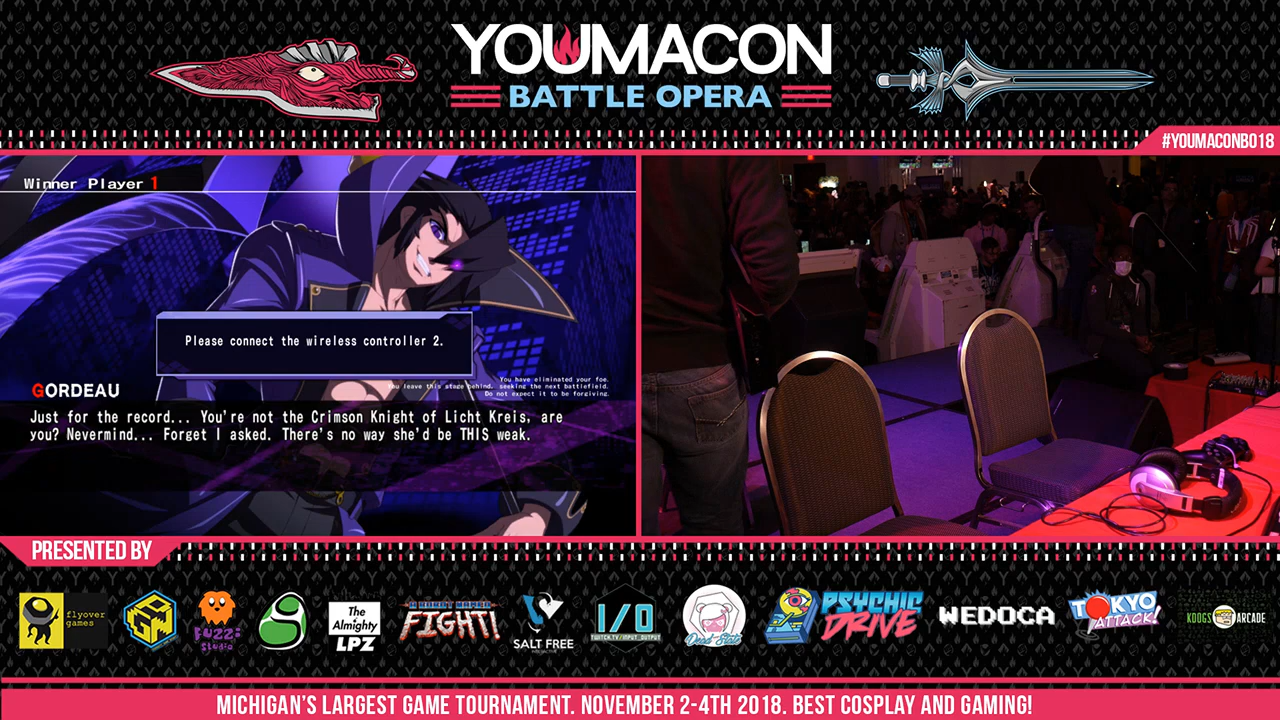 YOUMACON
BATTLE OPERA
#YOUMACONBO18
Winner Player 1
Please connect the wireless controller 2.
You have eliminated your foe.
You leave this stage behind. seeking the next battlefield.
Do not expect it to be forgiving.
GORDEAU
Just for the record... You're not the Crimson Knight of Licht Kreis, are
you? Nevermind... Forget I asked. There's no way she'd be THIS weak.
PRESENTED BY
flyover
games
FUZZ:
Studio
The
Almighty
LPZ
A ROBOT NAMED
FIGHT!
SALT FREE
INTERACTIVE
I/O
TWITCH.TV/INPUT_OUTPUT
PSYCHIC
DRIVE
WEDOCA
TOKYO
ATTACK!
KOOGS ARCADE
MICHIGAN'S LARGEST GAME TOURNAMENT. NOVEMBER 2-4TH 2018. BEST COSPLAY AND GAMING!